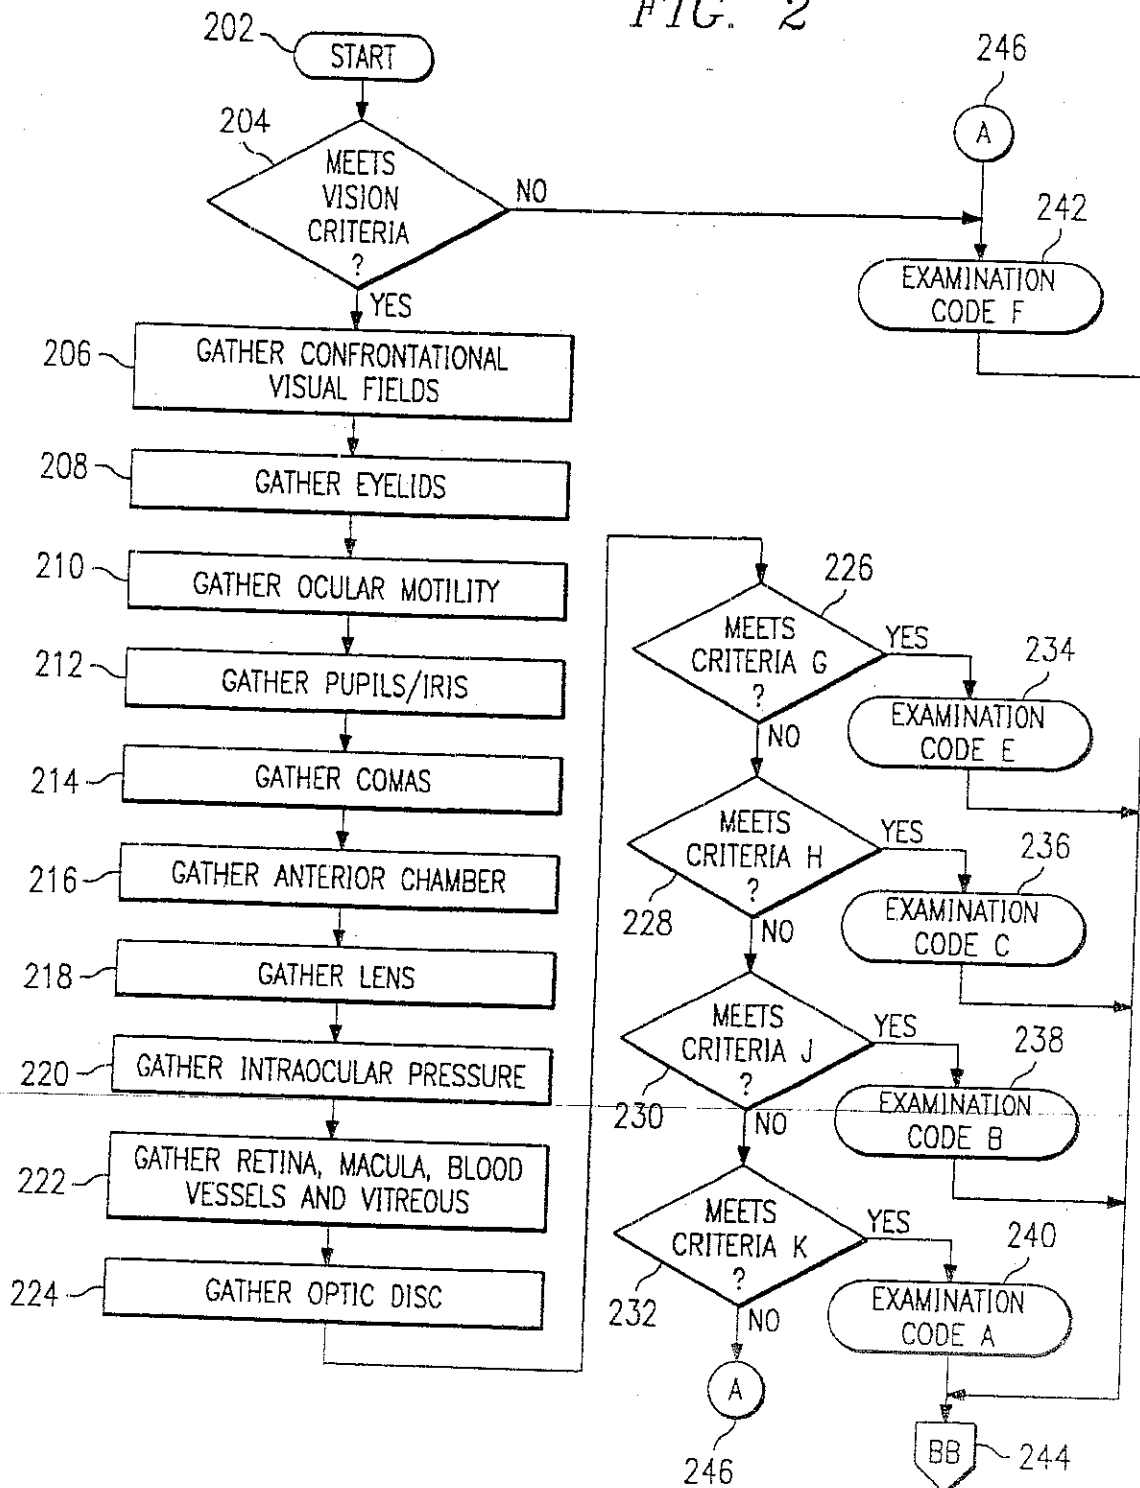 FIG. 2
202
START
204
MEETS
VISION
CRITERIA
?
NO
YES
246
A
242
EXAMINATION
CODE F
206
GATHER CONFRONTATIONAL
VISUAL FIELDS
208
GATHER EYELIDS
210
GATHER OCULAR MOTILITY
212
GATHER PUPILS/IRIS
214
GATHER COMAS
216
GATHER ANTERIOR CHAMBER
218
GATHER LENS
220
GATHER INTRAOCULAR PRESSURE
222
GATHER RETINA, MACULA, BLOOD
VESSELS AND VITREOUS
224
GATHER OPTIC DISC
226
MEETS
CRITERIA G
?
YES
NO
234
EXAMINATION
CODE E
228
MEETS
CRITERIA H
?
YES
NO
236
EXAMINATION
CODE C
230
MEETS
CRITERIA J
?
YES
NO
238
EXAMINATION
CODE B
232
MEETS
CRITERIA K
?
YES
NO
240
EXAMINATION
CODE A
A
246
BB
244